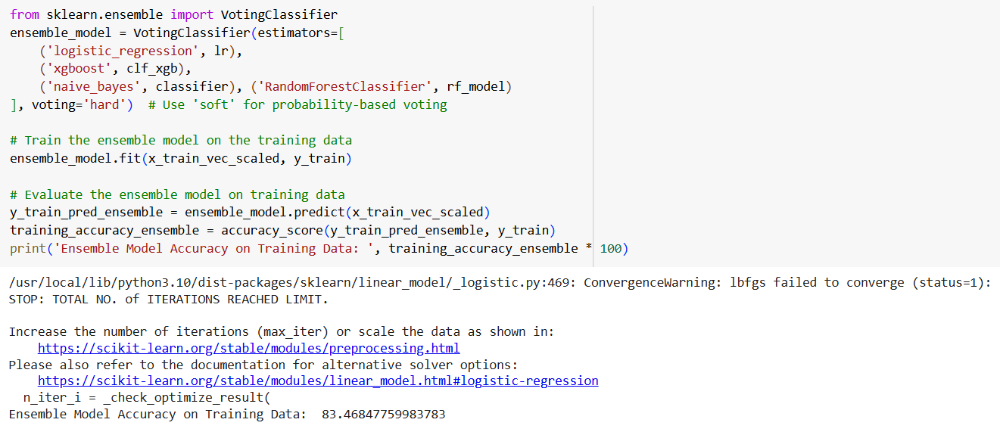 from sklearn.ensemble import VotingClassifier
ensemble_model = VotingClassifier(estimators=[
    ('logistic_regression', lr),
    ('xgboost', clf_xgb),
    ('naive_bayes', classifier), ('RandomForestClassifier', rf_model)
], voting='hard')  # Use 'soft' for probability-based voting

# Train the ensemble model on the training data
ensemble_model.fit(x_train_vec_scaled, y_train)

# Evaluate the ensemble model on training data
y_train_pred_ensemble = ensemble_model.predict(x_train_vec_scaled)
training_accuracy_ensemble = accuracy_score(y_train_pred_ensemble, y_train)
print('Ensemble Model Accuracy on Training Data: ', training_accuracy_ensemble * 100)
/usr/local/lib/python3.10/dist-packages/sklearn/linear_model/_logistic.py:469: ConvergenceWarning: lbfgs failed to converge (status=1):
STOP: TOTAL NO. of ITERATIONS REACHED LIMIT.

Increase the number of iterations (max_iter) or scale the data as shown in:
    https://scikit-learn.org/stable/modules/preprocessing.html
Please also refer to the documentation for alternative solver options:
    https://scikit-learn.org/stable/modules/linear_model.html#logistic-regression
  n_iter_i = _check_optimize_result(
Ensemble Model Accuracy on Training Data:  83.46847759983783